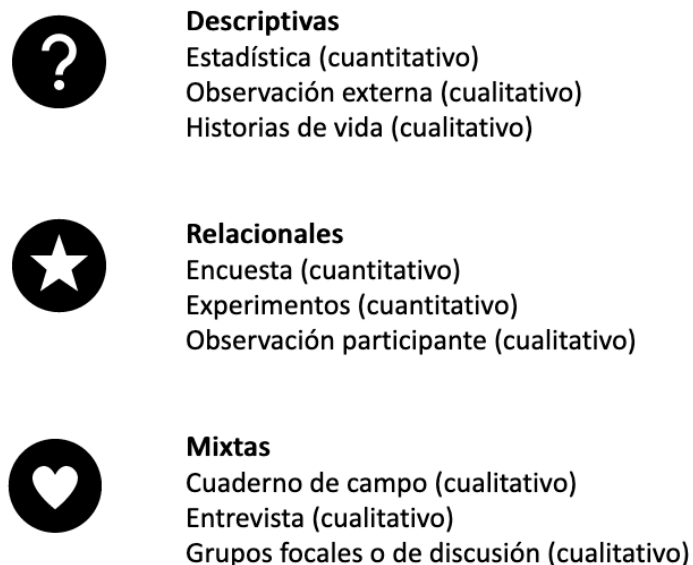 ?
Descriptivas
Estadística (cuantitativo)
Observación externa (cualitativo)
Historias de vida (cualitativo)
Relacionales
Encuesta (cuantitativo)
Experimentos (cuantitativo)
Observación participante (cualitativo)
Mixtas
Cuaderno de campo (cualitativo)
Entrevista (cualitativo)
Grupos focales o de discusión (cualitativo)